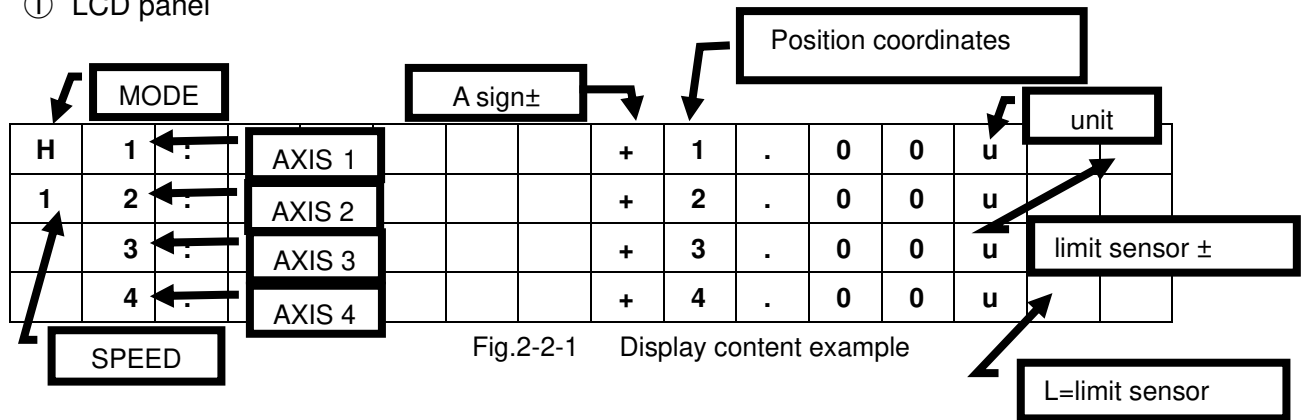 ① LCD panel
Position coordinates
MODE
A sign±
unit
H 1 : AXIS 1 + 1 . 0 0 u
1 2 : AXIS 2 + 2 . 0 0 u
3 : AXIS 3 + 3 . 0 0 u limit sensor ±
4 : AXIS 4 + 4 . 0 0 u
SPEED
Fig.2-2-1 Display content example
L=limit sensor